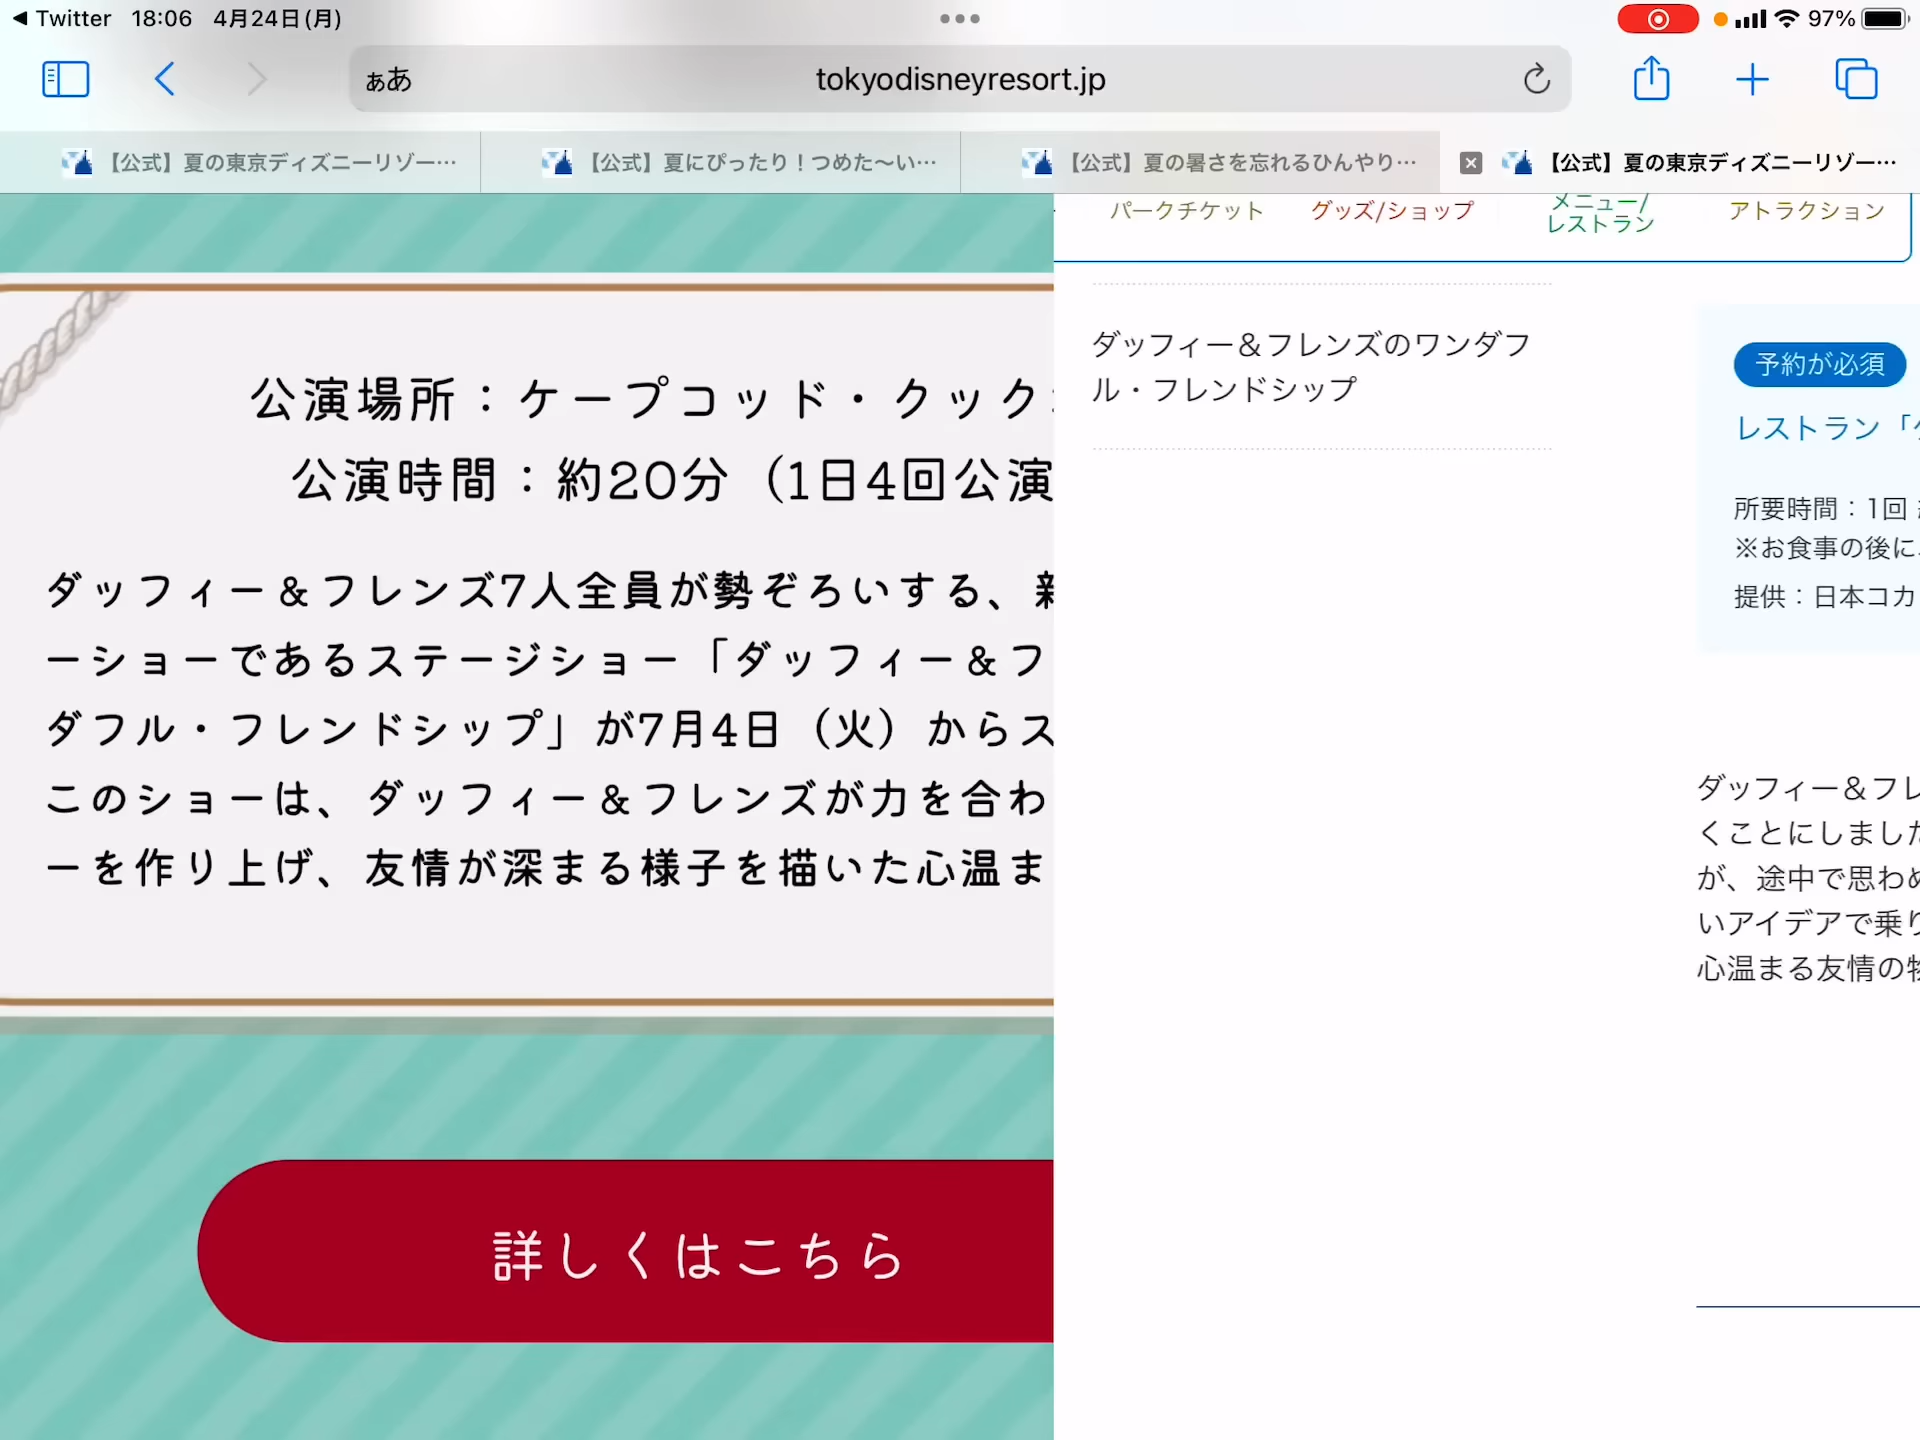 ◀ Twitter 18:06 4月24日(月) 97%
ぁあ tokyodisneyresort.jp
【公式】夏の東京ディズニーリゾー…
【公式】夏にぴったり！つめた〜い…
【公式】夏の暑さを忘れるひんやり…
【公式】夏の東京ディズニーリゾー…
公演場所：ケープコッド・クック
公演時間：約20分（1日4回公演
ダッフィー＆フレンズ7人全員が勢ぞろいする、新
ーショーであるステージショー「ダッフィー＆フ
ダフル・フレンドシップ」が7月4日（火）からス
このショーは、ダッフィー＆フレンズが力を合わ
ーを作り上げ、友情が深まる様子を描いた心温ま
詳しくはこちら
パークチケット
グッズ/ショップ
メニュー/
レストラン
アトラクション
ダッフィー＆フレンズのワンダフ
ル・フレンドシップ
予約が必須
レストラン「
所要時間：1回
※お食事の後に
提供：日本コカ
ダッフィー＆フレ
くことにしました
が、途中で思わぬ
いアイデアで乗り
心温まる友情の物